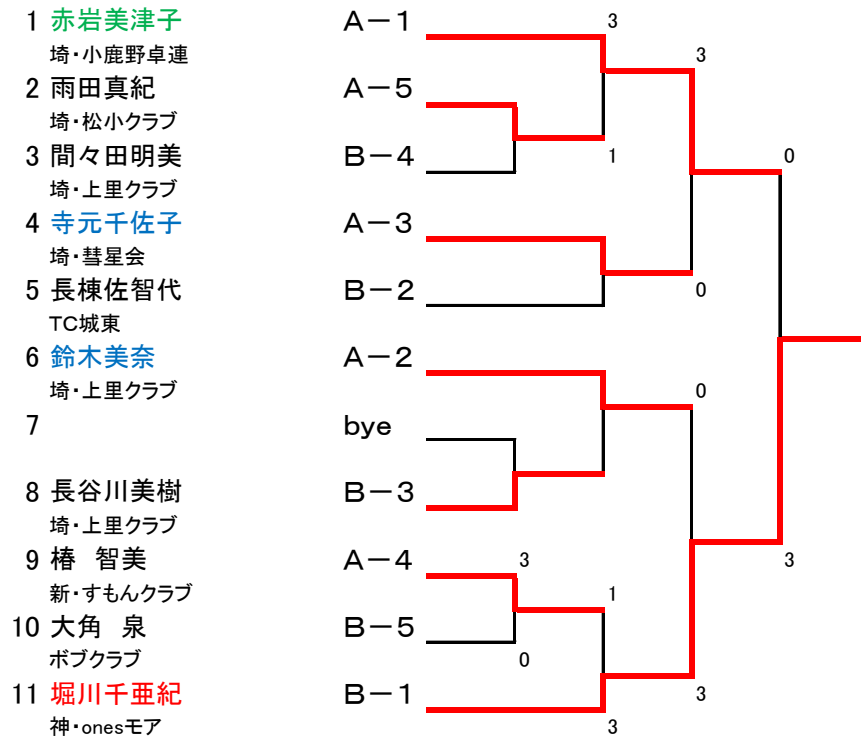 1 赤岩美津子 A－1 3
埼・小鹿野卓連 3
2 雨田真紀 A－5
埼・松小クラブ
3 間々田明美 B－4 1 0
埼・上里クラブ
4 寺元千佐子 A－3
埼・彗星会
5 長棟佐智代 B－2 0
TC城東
6 鈴木美奈 A－2
埼・上里クラブ 0
7 bye
8 長谷川美樹 B－3
埼・上里クラブ
9 椿 智美 A－4 3 3
新・すもんクラブ 1
10 大角 泉 B－5
ボブクラブ 0
11 堀川千亜紀 B－1 3
神・onesモア 3